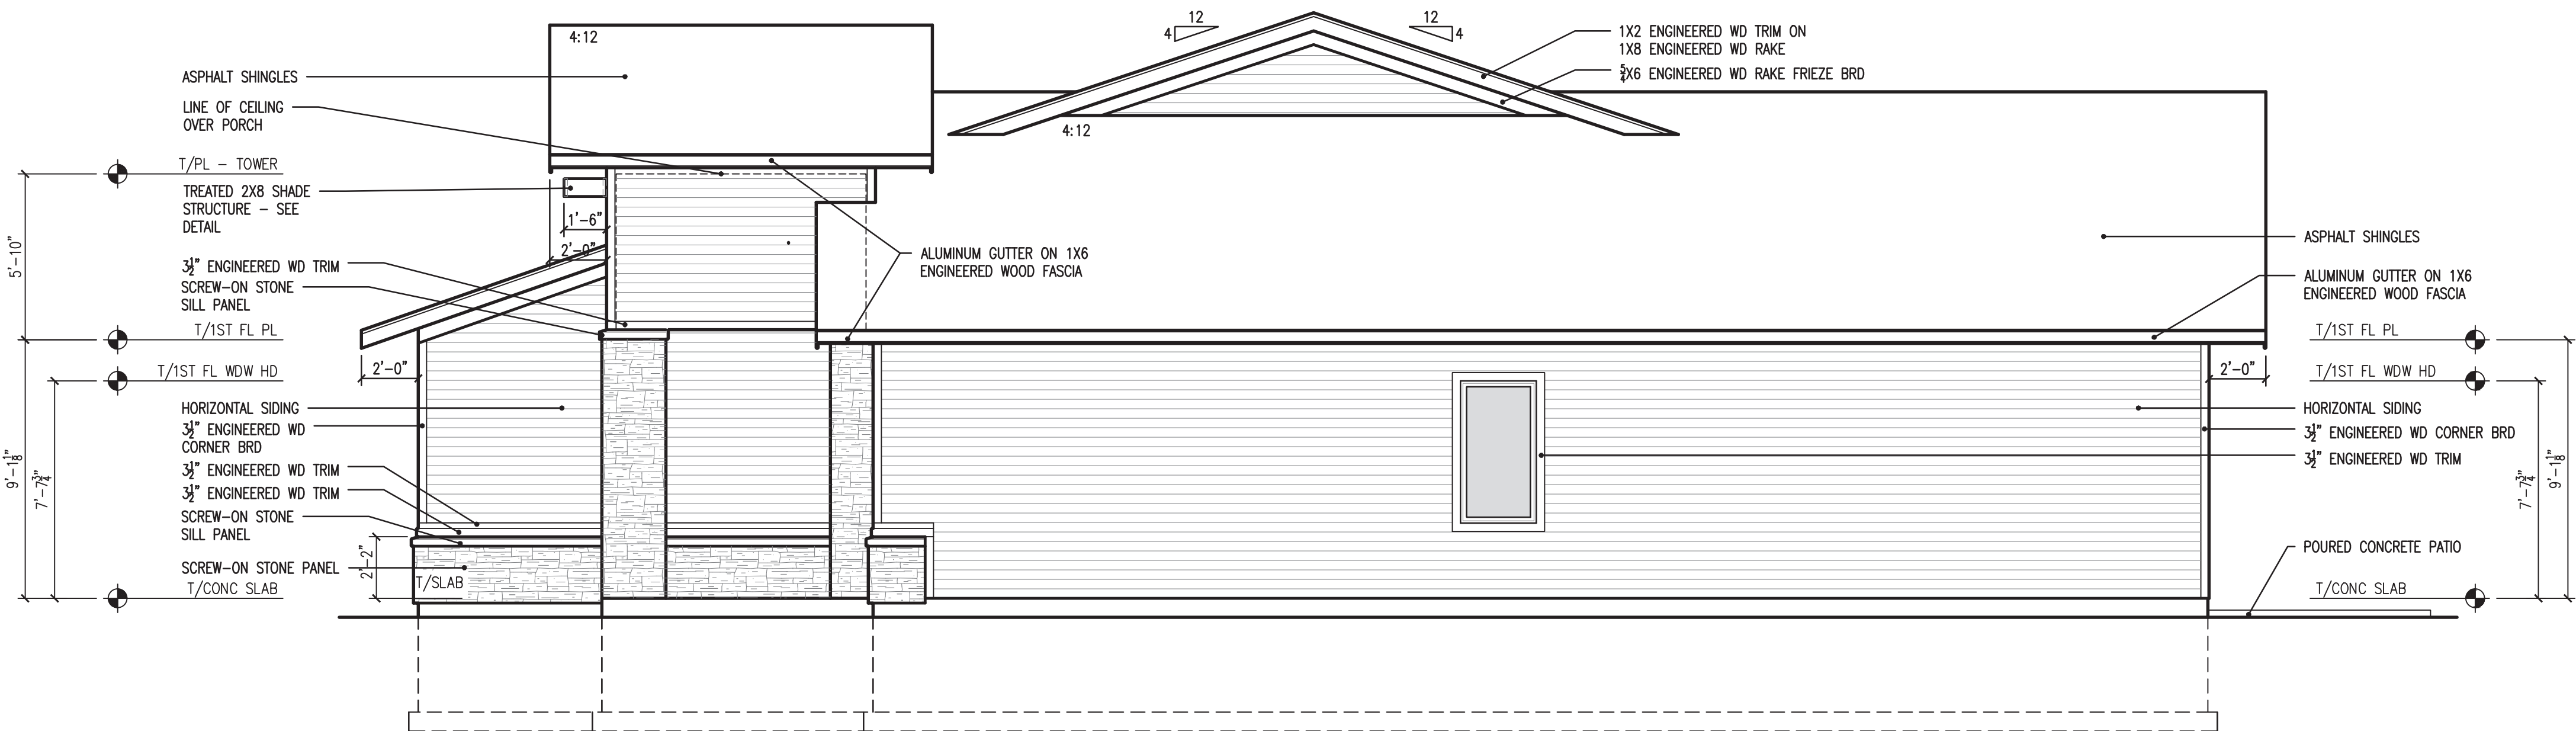 12
4
12
4
4:12
1X2 ENGINEERED WD TRIM ON
1X8 ENGINEERED WD RAKE
5/4X6 ENGINEERED WD RAKE FRIEZE BRD
ASPHALT SHINGLES
LINE OF CEILING
OVER PORCH
4:12
T/PL – TOWER
TREATED 2X8 SHADE
STRUCTURE – SEE
DETAIL
1'-6"
2'-0"
5'-10"
ALUMINUM GUTTER ON 1X6
ENGINEERED WOOD FASCIA
ASPHALT SHINGLES
3½" ENGINEERED WD TRIM
SCREW-ON STONE
SILL PANEL
ALUMINUM GUTTER ON 1X6
ENGINEERED WOOD FASCIA
T/1ST FL PL
T/1ST FL PL
2'-0"
2'-0"
T/1ST FL WDW HD
T/1ST FL WDW HD
HORIZONTAL SIDING
3½" ENGINEERED WD
CORNER BRD
3½" ENGINEERED WD TRIM
3½" ENGINEERED WD TRIM
SCREW-ON STONE
SILL PANEL
SCREW-ON STONE PANEL
T/CONC SLAB
HORIZONTAL SIDING
3½" ENGINEERED WD CORNER BRD
3½" ENGINEERED WD TRIM
POURED CONCRETE PATIO
T/CONC SLAB
9'-1⅛"
7'-7¾"
2'-2"
T/SLAB
7'-7¾"
9'-1⅛"